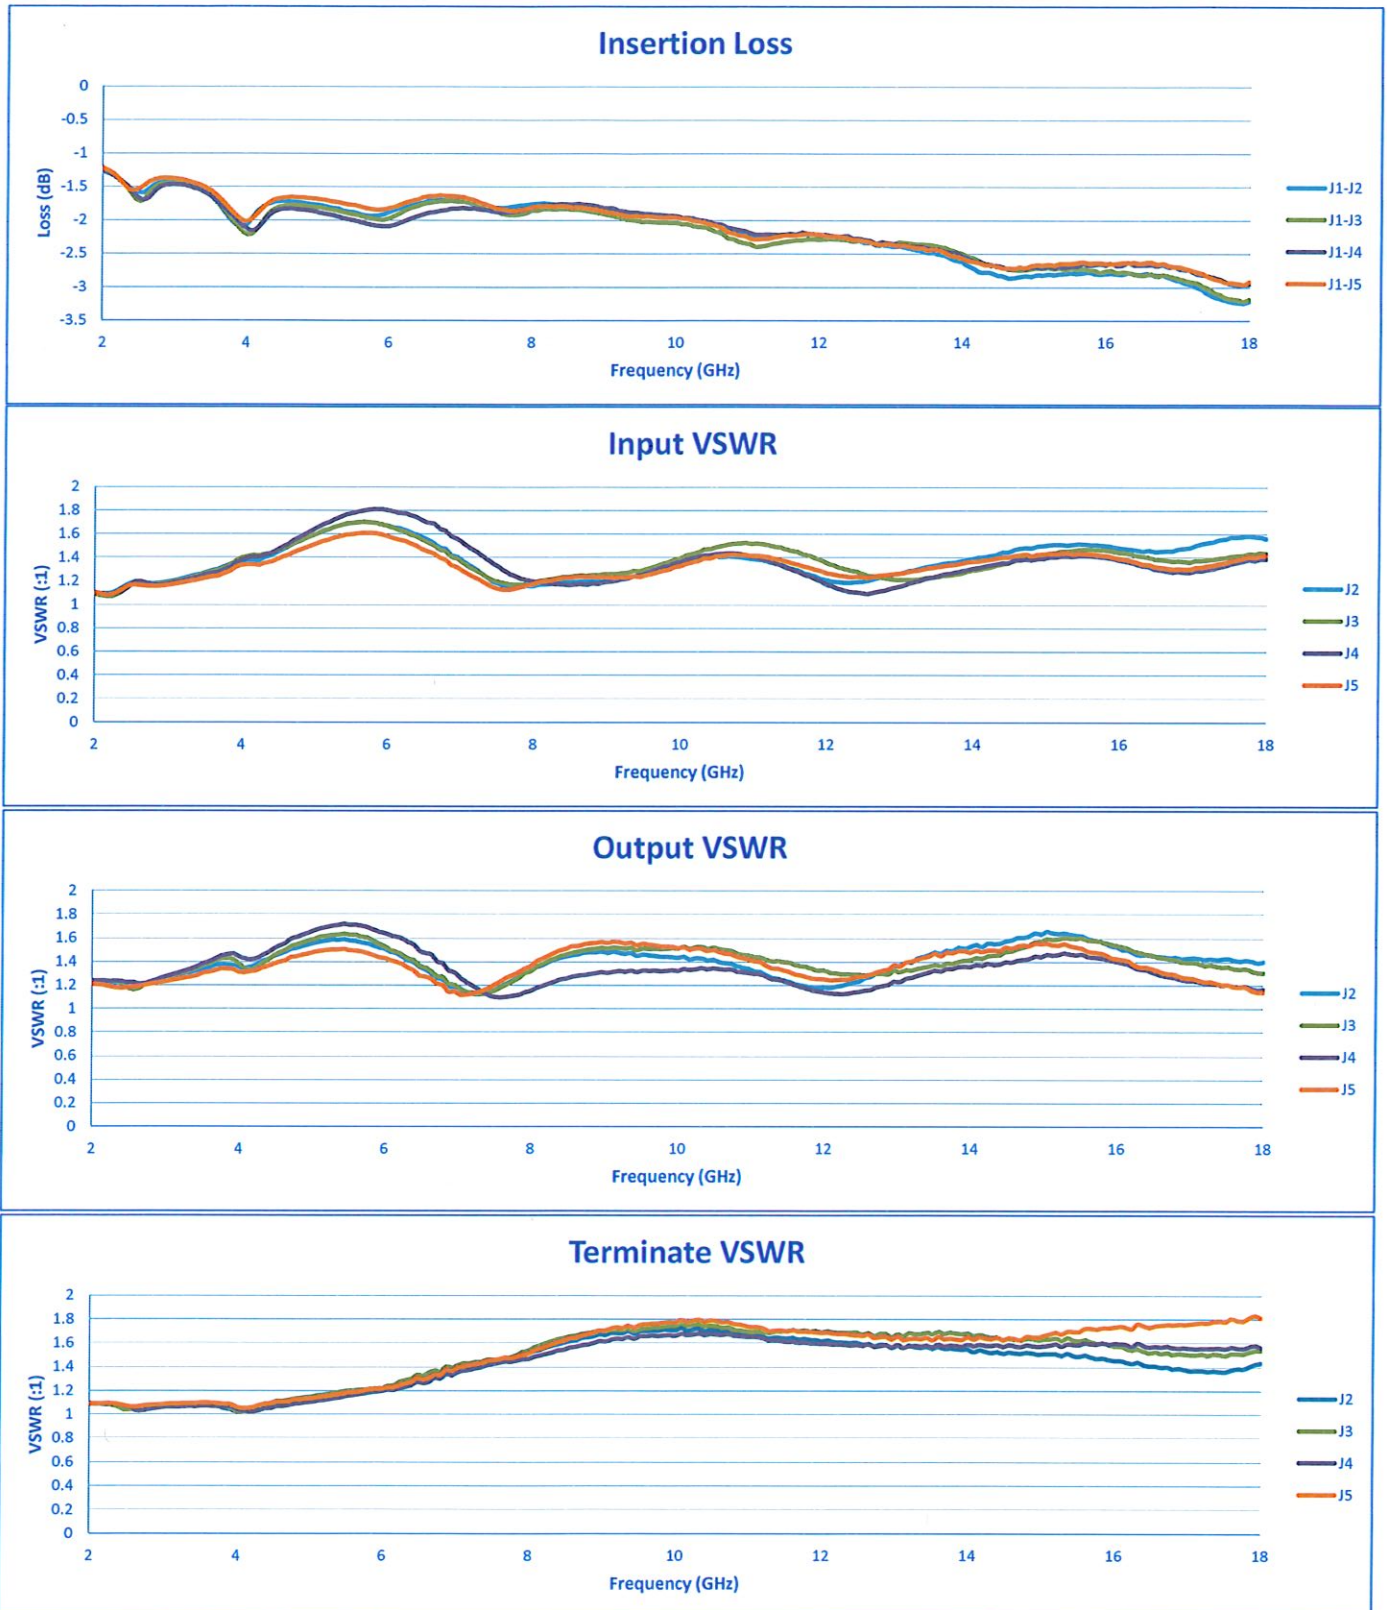 Insertion Loss
0
-0.5
-1
-1.5
-2
-2.5
-3
-3.5
Loss (dB)
2 4 6 8 10 12 14 16 18
Frequency (GHz)
J1-J2
J1-J3
J1-J4
J1-J5
Input VSWR
2
1.8
1.6
1.4
1.2
1
0.8
0.6
0.4
0.2
0
VSWR (:1)
2 4 6 8 10 12 14 16 18
Frequency (GHz)
J2
J3
J4
J5
Output VSWR
2
1.8
1.6
1.4
1.2
1
0.8
0.6
0.4
0.2
0
VSWR (:1)
2 4 6 8 10 12 14 16 18
Frequency (GHz)
J2
J3
J4
J5
Terminate VSWR
2
1.8
1.6
1.4
1.2
1
0.8
0.6
0.4
0.2
0
VSWR (:1)
2 4 6 8 10 12 14 16 18
Frequency (GHz)
J2
J3
J4
J5